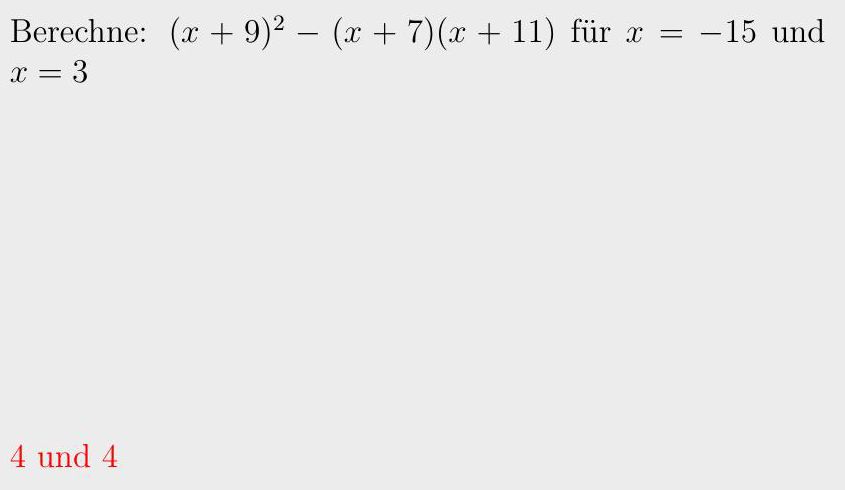 Berechne: (x + 9)² − (x + 7)(x + 11) für x = −15 und
x = 3
4 und 4